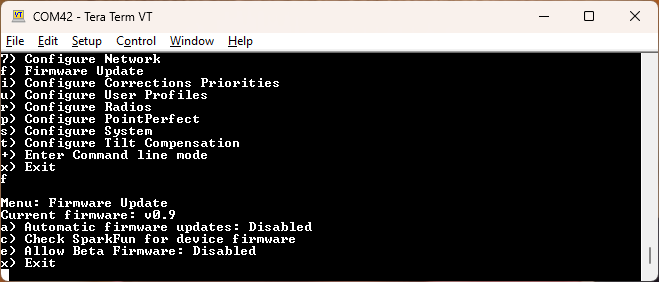 COM42 - Tera Term VT
File Edit Setup Control Window Help
7) Configure Network
f) Firmware Update
i) Configure Corrections Priorities
u) Configure User Profiles
r) Configure Radios
p) Configure PointPerfect
s) Configure System
t) Configure Tilt Compensation
+) Enter Command line mode
x) Exit
f
Menu: Firmware Update
Current firmware: v0.9
a) Automatic firmware updates: Disabled
c) Check SparkFun for device firmware
e) Allow Beta Firmware: Disabled
x) Exit